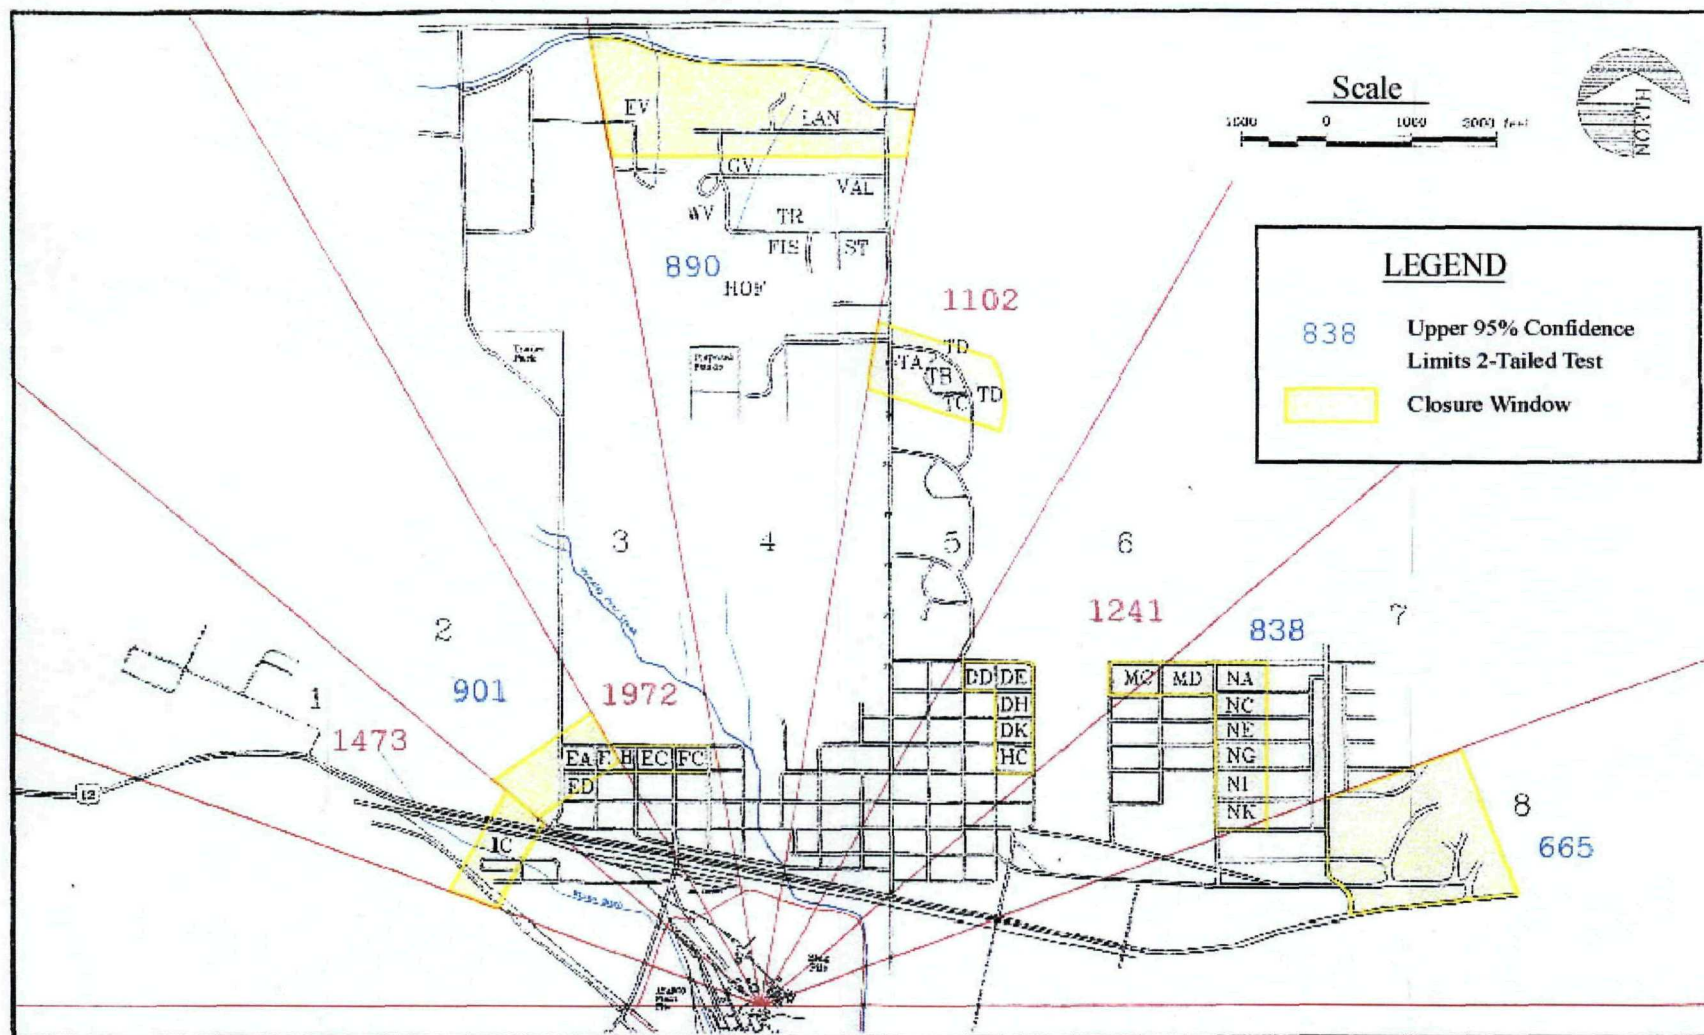 Scale
1000 0 1000 2000 feet
NORTH
EV
LAN
GV
VAL
WV
TR
FIS
ST
890
HOF
1102
LEGEND
838 Upper 95% Confidence
Limits 2-Tailed Test
Closure Window
Trailer
Park
TD
TA
TB
TC
TD
3
4
5
6
1241
838
7
2
901
1972
1
1473
DD DE
DH
DK
HC
MC MD NA
NC
NE
NG
NI
NK
EA
H EC FC
ED
12
IC
8
665